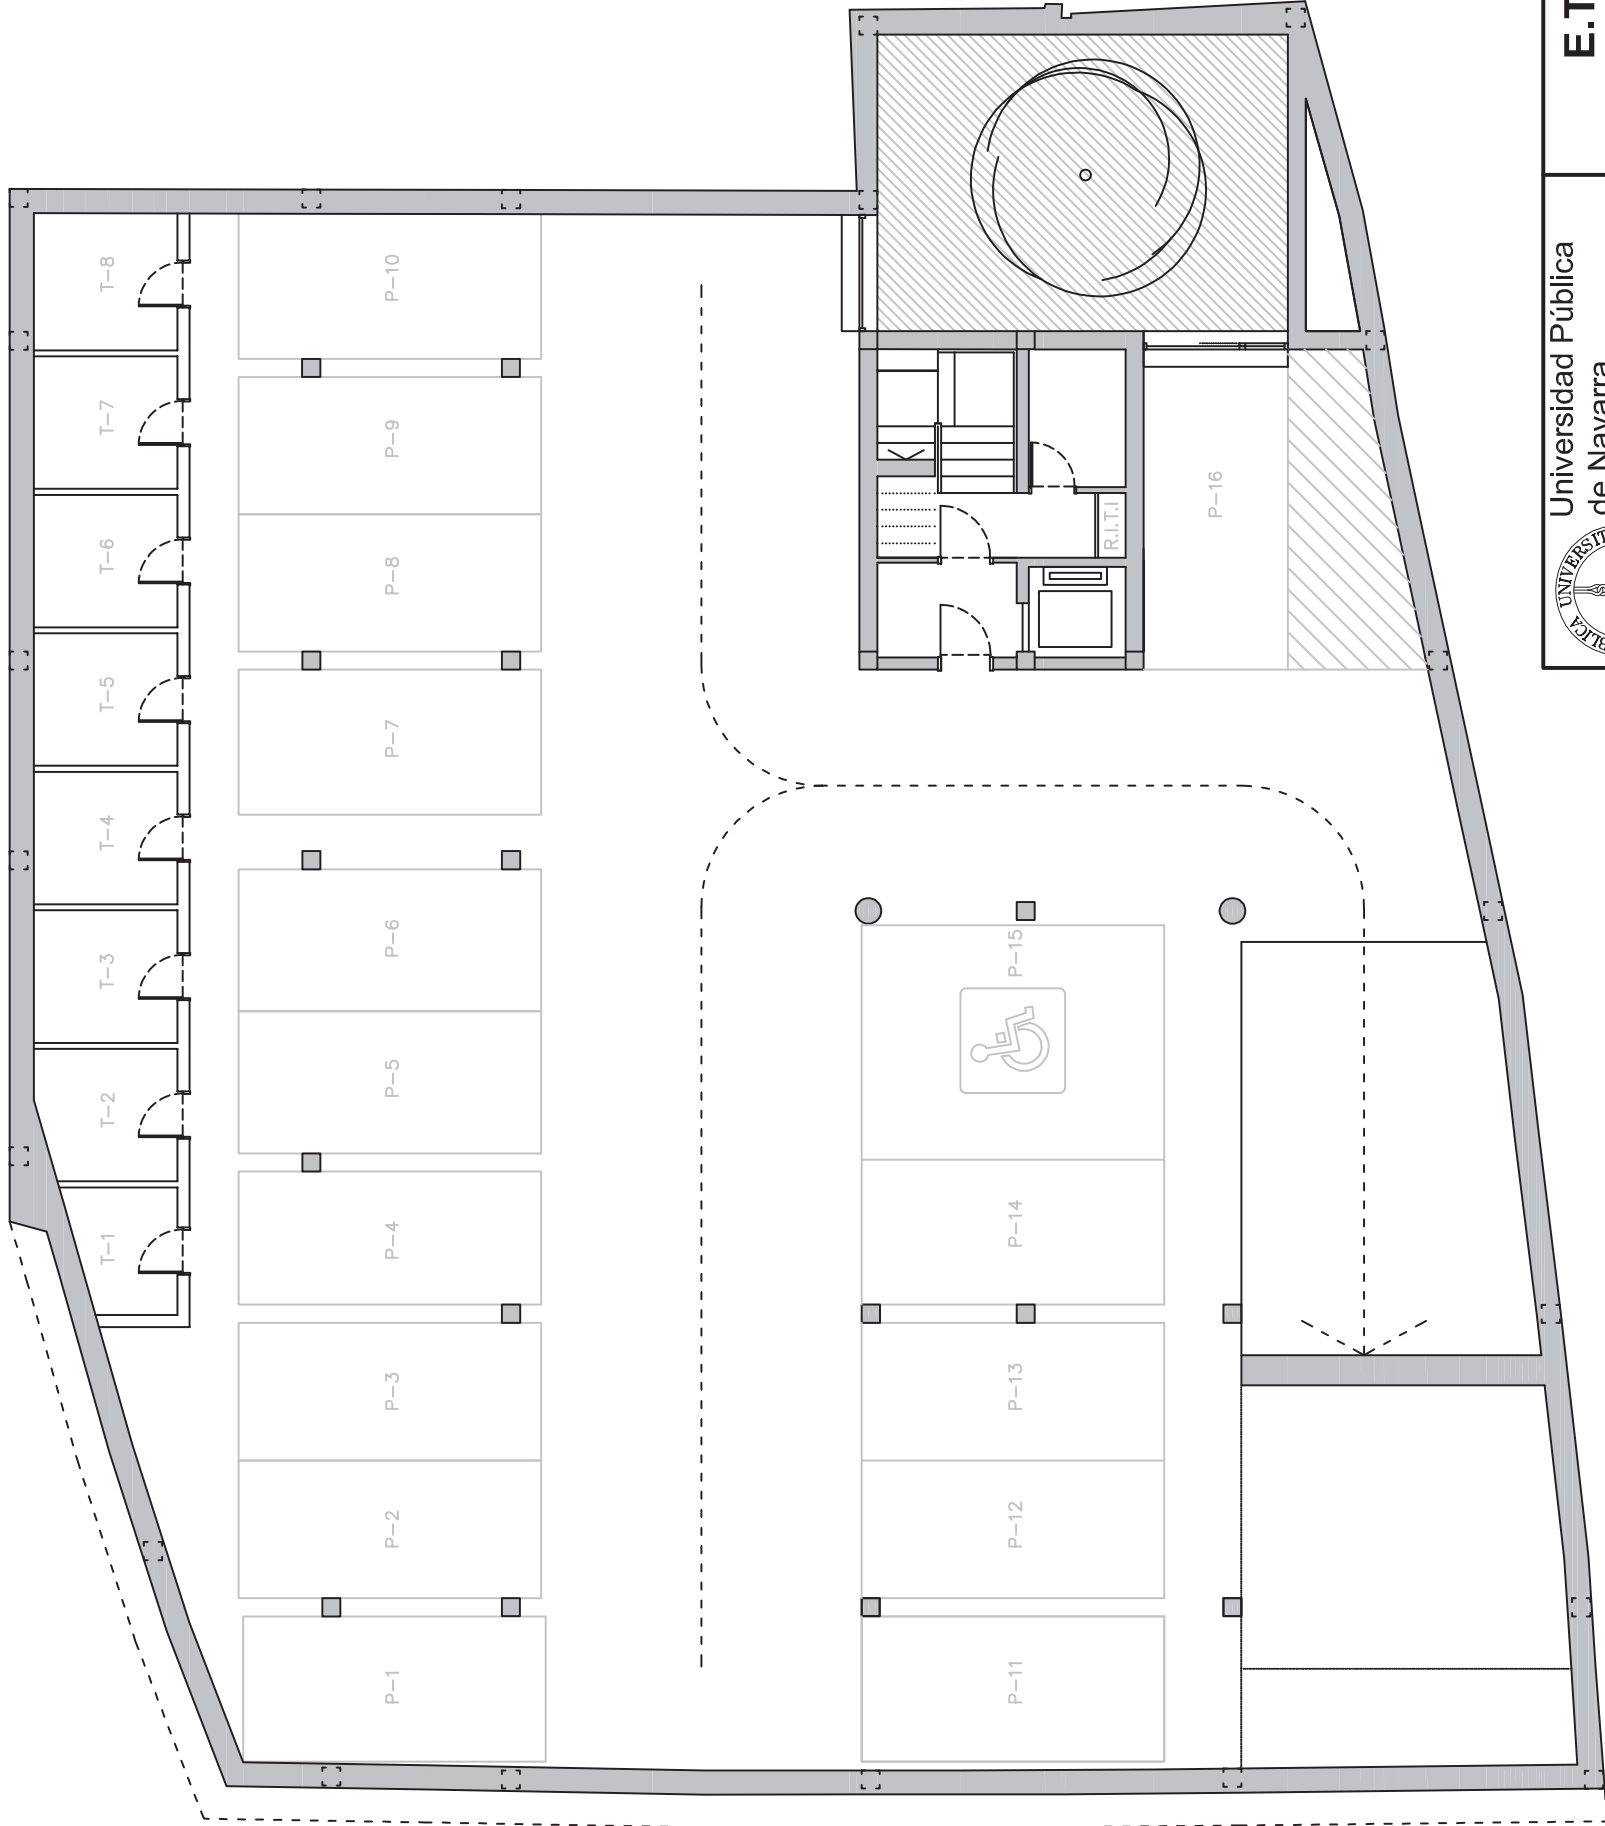 E.T
Universidad Pública
de Navarra
T-8
T-7
T-6
T-5
T-4
T-3
T-2
T-1
P-10
P-9
P-8
P-7
P-6
P-5
P-4
P-3
P-2
P-1
R.I.T.I
P-16
P-15
P-14
P-13
P-12
P-11